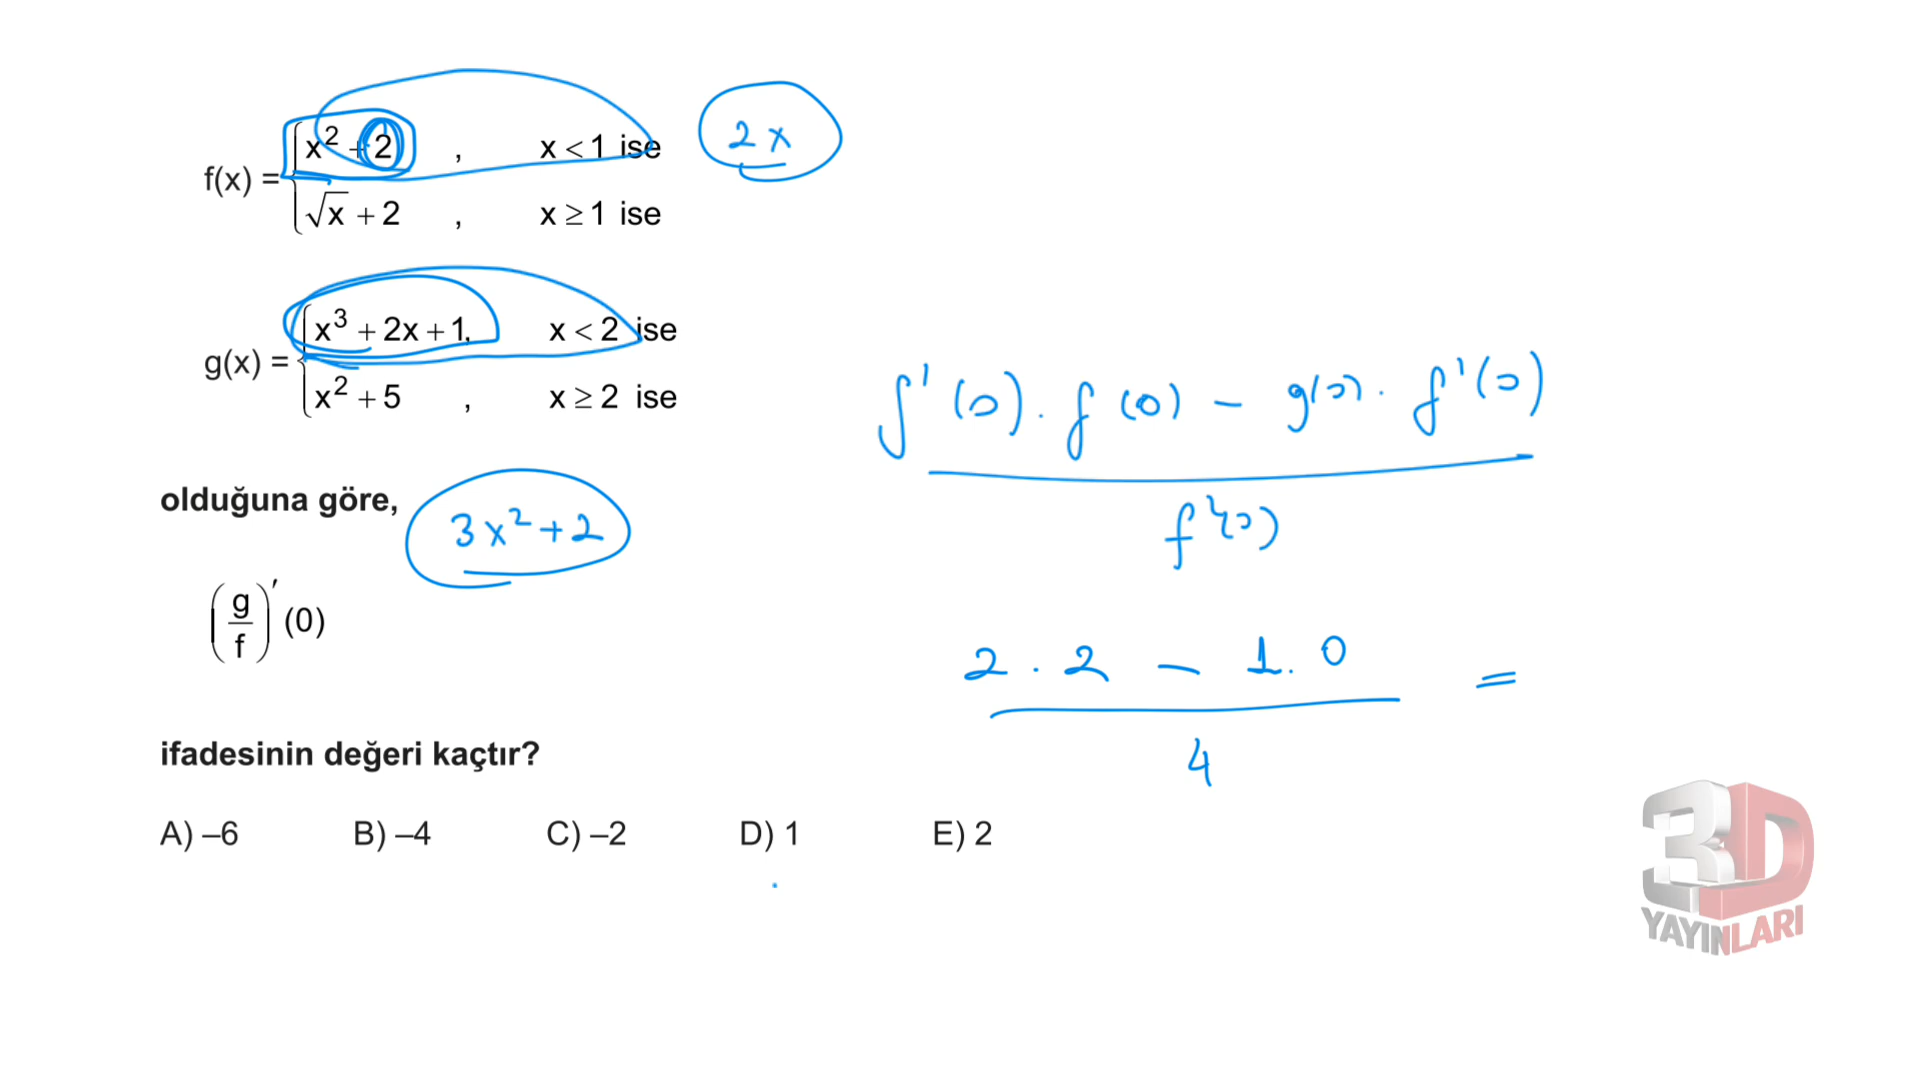 f(x) = { x² + 2 , x < 1 ise
√x + 2 , x ≥ 1 ise
2x
g(x) = { x³ + 2x + 1, x < 2 ise
x² + 5 , x ≥ 2 ise
olduğuna göre,
3x² + 2
(g/f)′ (0)
ifadesinin değeri kaçtır?
A) –6 B) –4 C) –2 D) 1 E) 2
f'(0) . f(0) – g(0) . f'(0)
f²(0)
2 . 2 – 1 . 0 =
4
3D
YAYINLARI